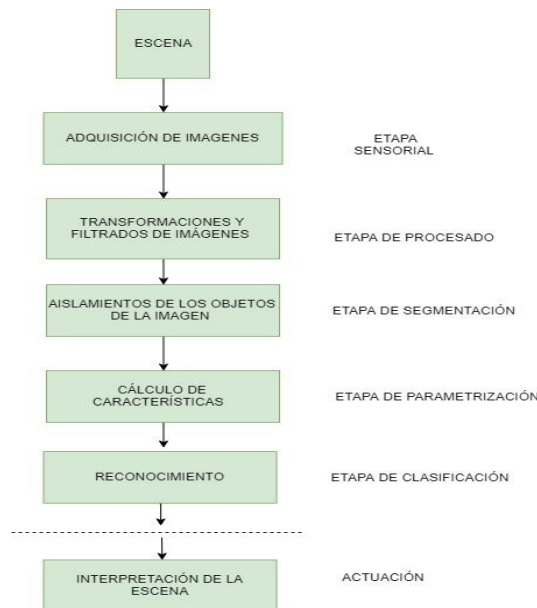 ESCENA
ADQUISICIÓN DE IMAGENES
ETAPA
SENSORIAL
TRANSFORMACIONES Y
FILTRADOS DE IMÁGENES
ETAPA DE PROCESADO
AISLAMIENTOS DE LOS OBJETOS
DE LA IMAGEN
ETAPA DE SEGMENTACIÓN
CÁLCULO DE
CARACTERÍSTÍCAS
ETAPA DE PARAMETRIZACIÓN
RECONOCIMIENTO
ETAPA DE CLASIFICACIÓN
INTERPRETACIÓN DE LA
ESCENA
ACTUACIÓN